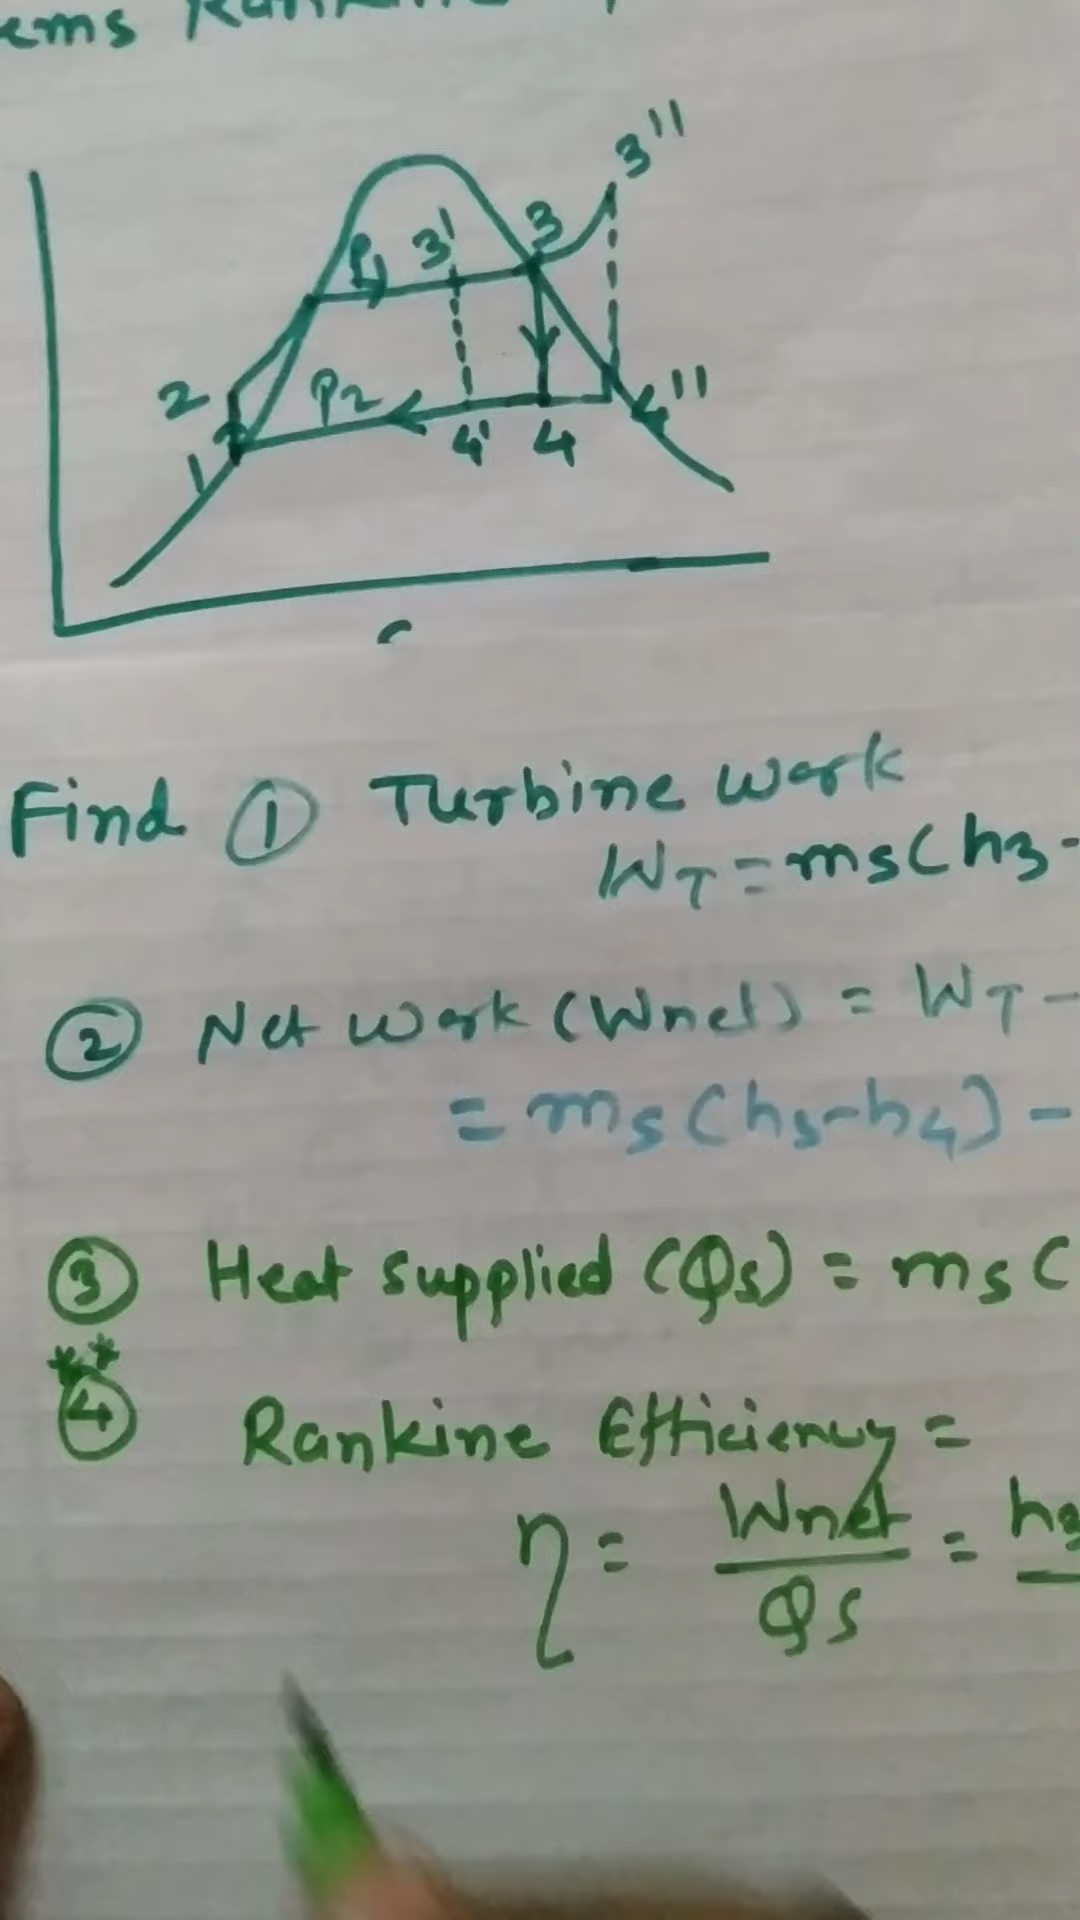 3''
3' 3
P1
2 P2 4''
1 4' 4
Find ① Turbine work
WT = ms(h3-
② Net work (Wnet) = WT -
= ms(h3-h4) -
③ Heat supplied (Qs) = ms(
**
④ Rankine Efficiency =
η = Wnet/Qs = h3